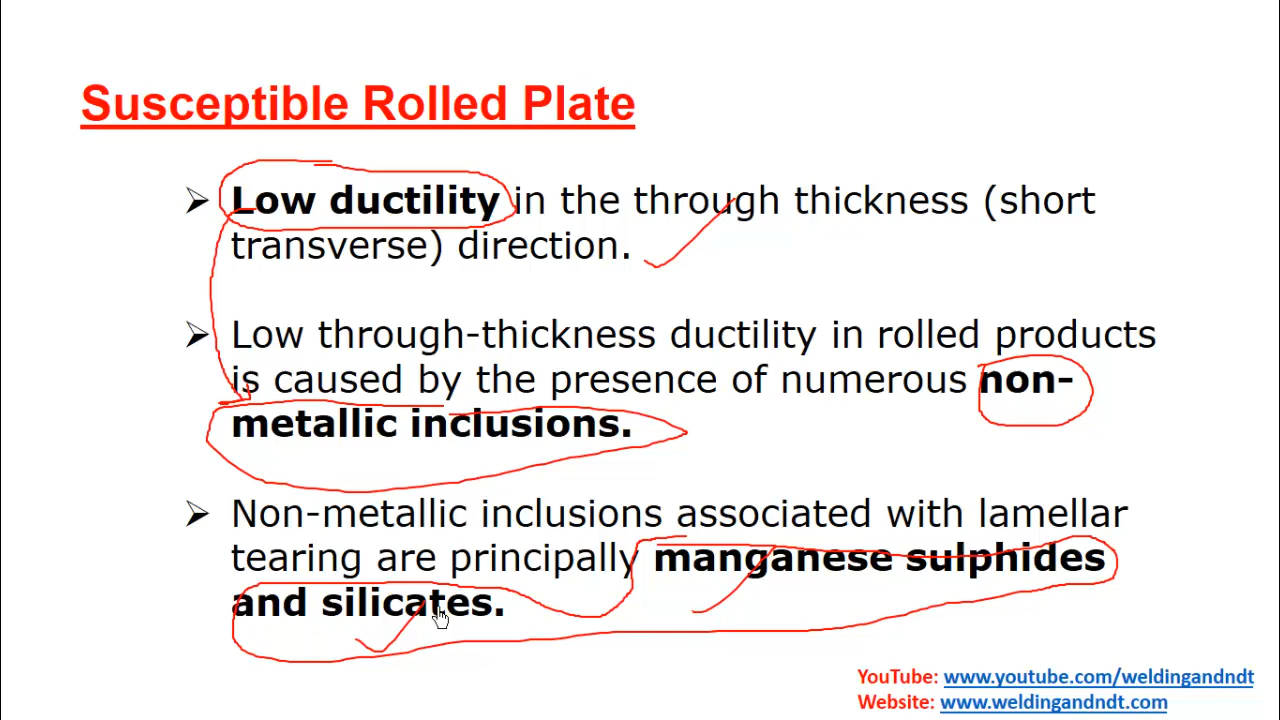 Susceptible Rolled Plate
➢ Low ductility in the through thickness (short
transverse) direction.
➢ Low through-thickness ductility in rolled products
is caused by the presence of numerous non-
metallic inclusions.
➢ Non-metallic inclusions associated with lamellar
tearing are principally manganese sulphides
and silicates.
YouTube: www.youtube.com/weldingandndt
Website: www.weldingandndt.com